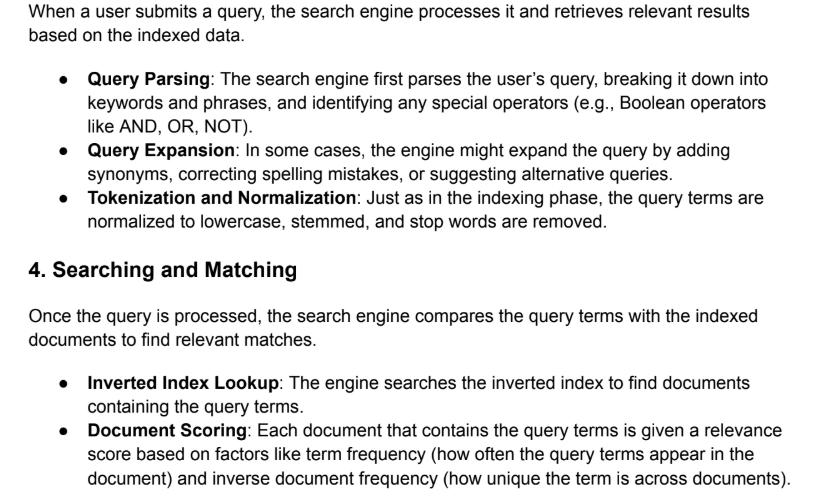 When a user submits a query, the search engine processes it and retrieves relevant results
based on the indexed data.
● Query Parsing: The search engine first parses the user’s query, breaking it down into
keywords and phrases, and identifying any special operators (e.g., Boolean operators
like AND, OR, NOT).
● Query Expansion: In some cases, the engine might expand the query by adding
synonyms, correcting spelling mistakes, or suggesting alternative queries.
● Tokenization and Normalization: Just as in the indexing phase, the query terms are
normalized to lowercase, stemmed, and stop words are removed.
4. Searching and Matching
Once the query is processed, the search engine compares the query terms with the indexed
documents to find relevant matches.
● Inverted Index Lookup: The engine searches the inverted index to find documents
containing the query terms.
● Document Scoring: Each document that contains the query terms is given a relevance
score based on factors like term frequency (how often the query terms appear in the
document) and inverse document frequency (how unique the term is across documents).